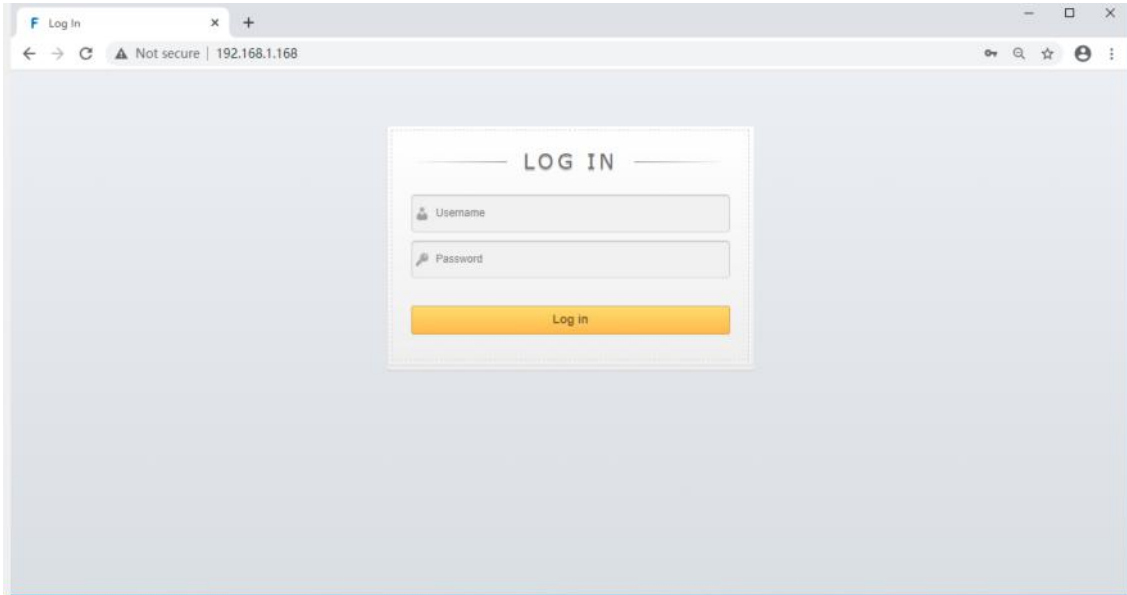 F Log In
Not secure | 192.168.1.168
LOG IN
Username
Password
Log in